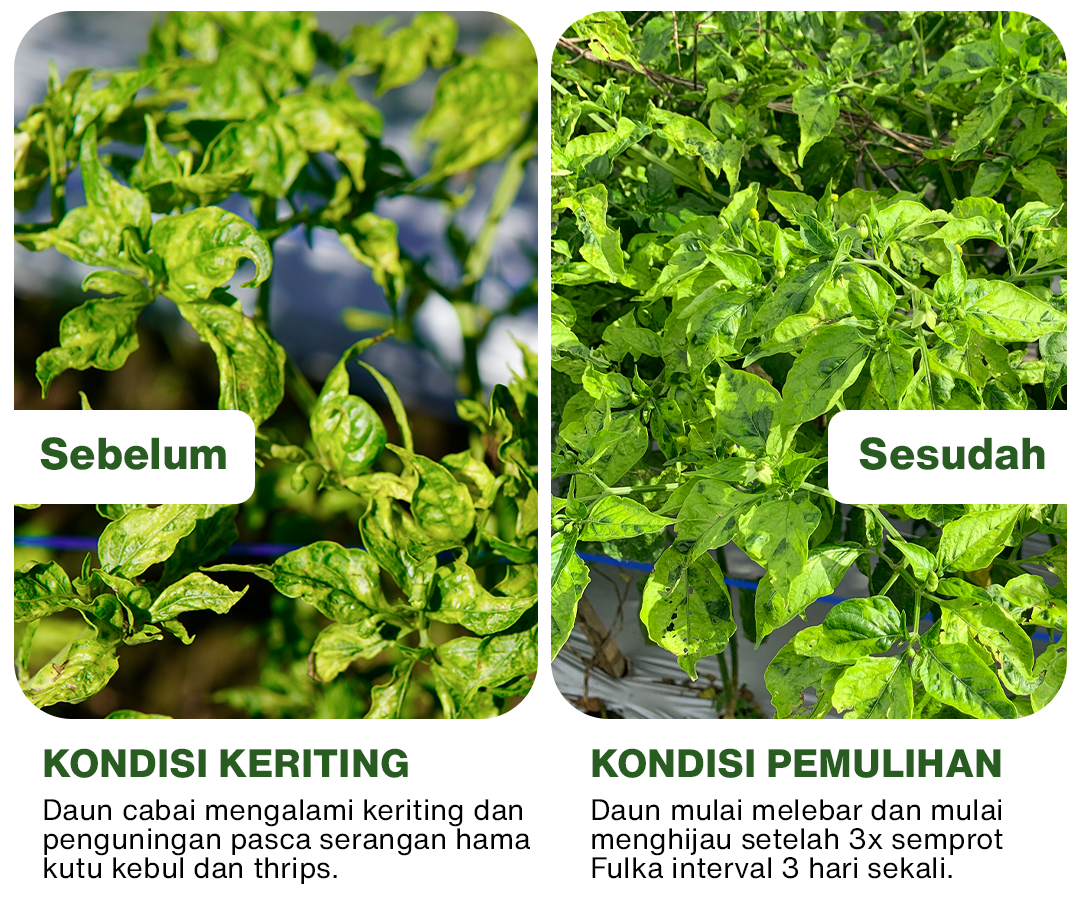 Sebelum
Sesudah
KONDISI KERITING
Daun cabai mengalami keriting dan
penguningan pasca serangan hama
kutu kebul dan thrips.
KONDISI PEMULIHAN
Daun mulai melebar dan mulai
menghijau setelah 3x semprot
Fulka interval 3 hari sekali.